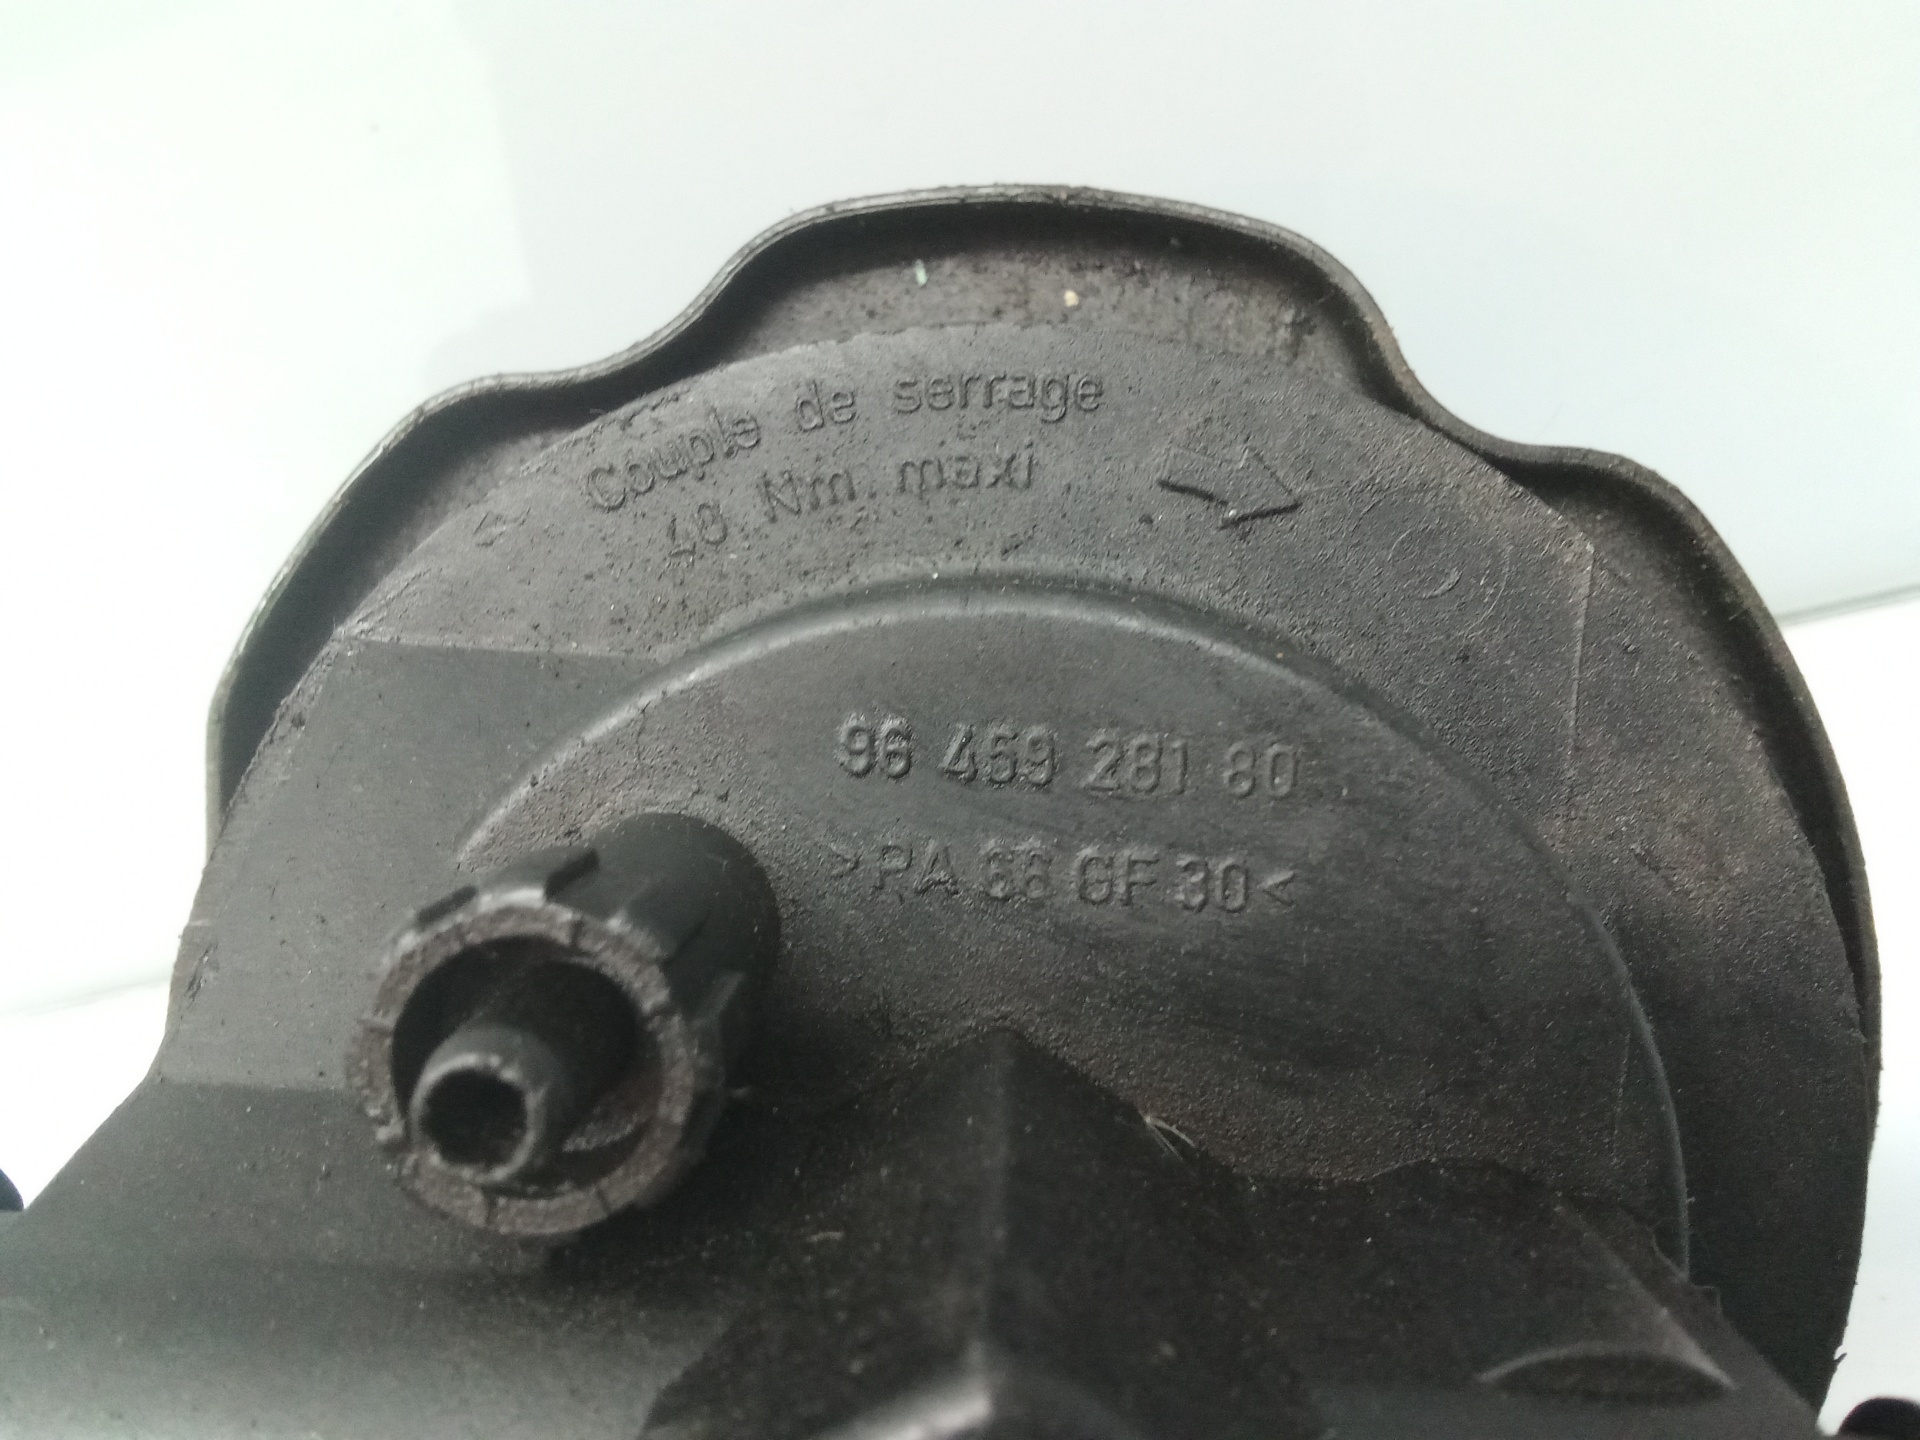 Couple de serrage
40 Nm maxi
96 459 281 80
>PA 66 GF 30<